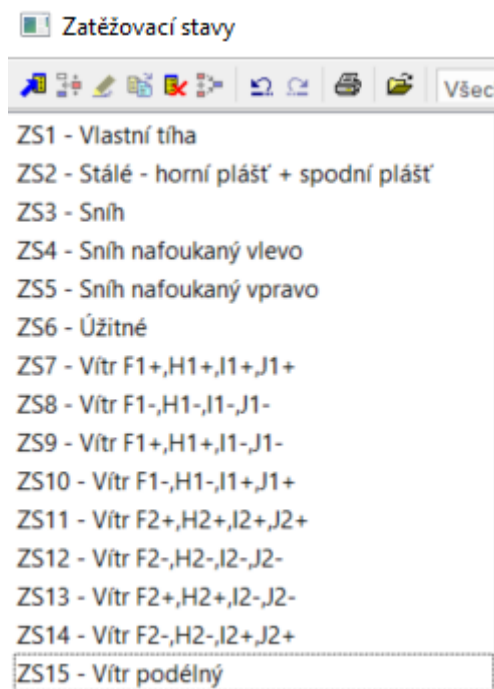 Zatěžovací stavy
Všec
ZS1 - Vlastní tíha
ZS2 - Stálé - horní plášť + spodní plášť
ZS3 - Sníh
ZS4 - Sníh nafoukaný vlevo
ZS5 - Sníh nafoukaný vpravo
ZS6 - Úžitné
ZS7 - Vítr F1+,H1+,I1+,J1+
ZS8 - Vítr F1-,H1-,I1-,J1-
ZS9 - Vítr F1+,H1+,I1-,J1-
ZS10 - Vítr F1-,H1-,I1+,J1+
ZS11 - Vítr F2+,H2+,I2+,J2+
ZS12 - Vítr F2-,H2-,I2-,J2-
ZS13 - Vítr F2+,H2+,I2-,J2-
ZS14 - Vítr F2-,H2-,I2+,J2+
ZS15 - Vítr podélný